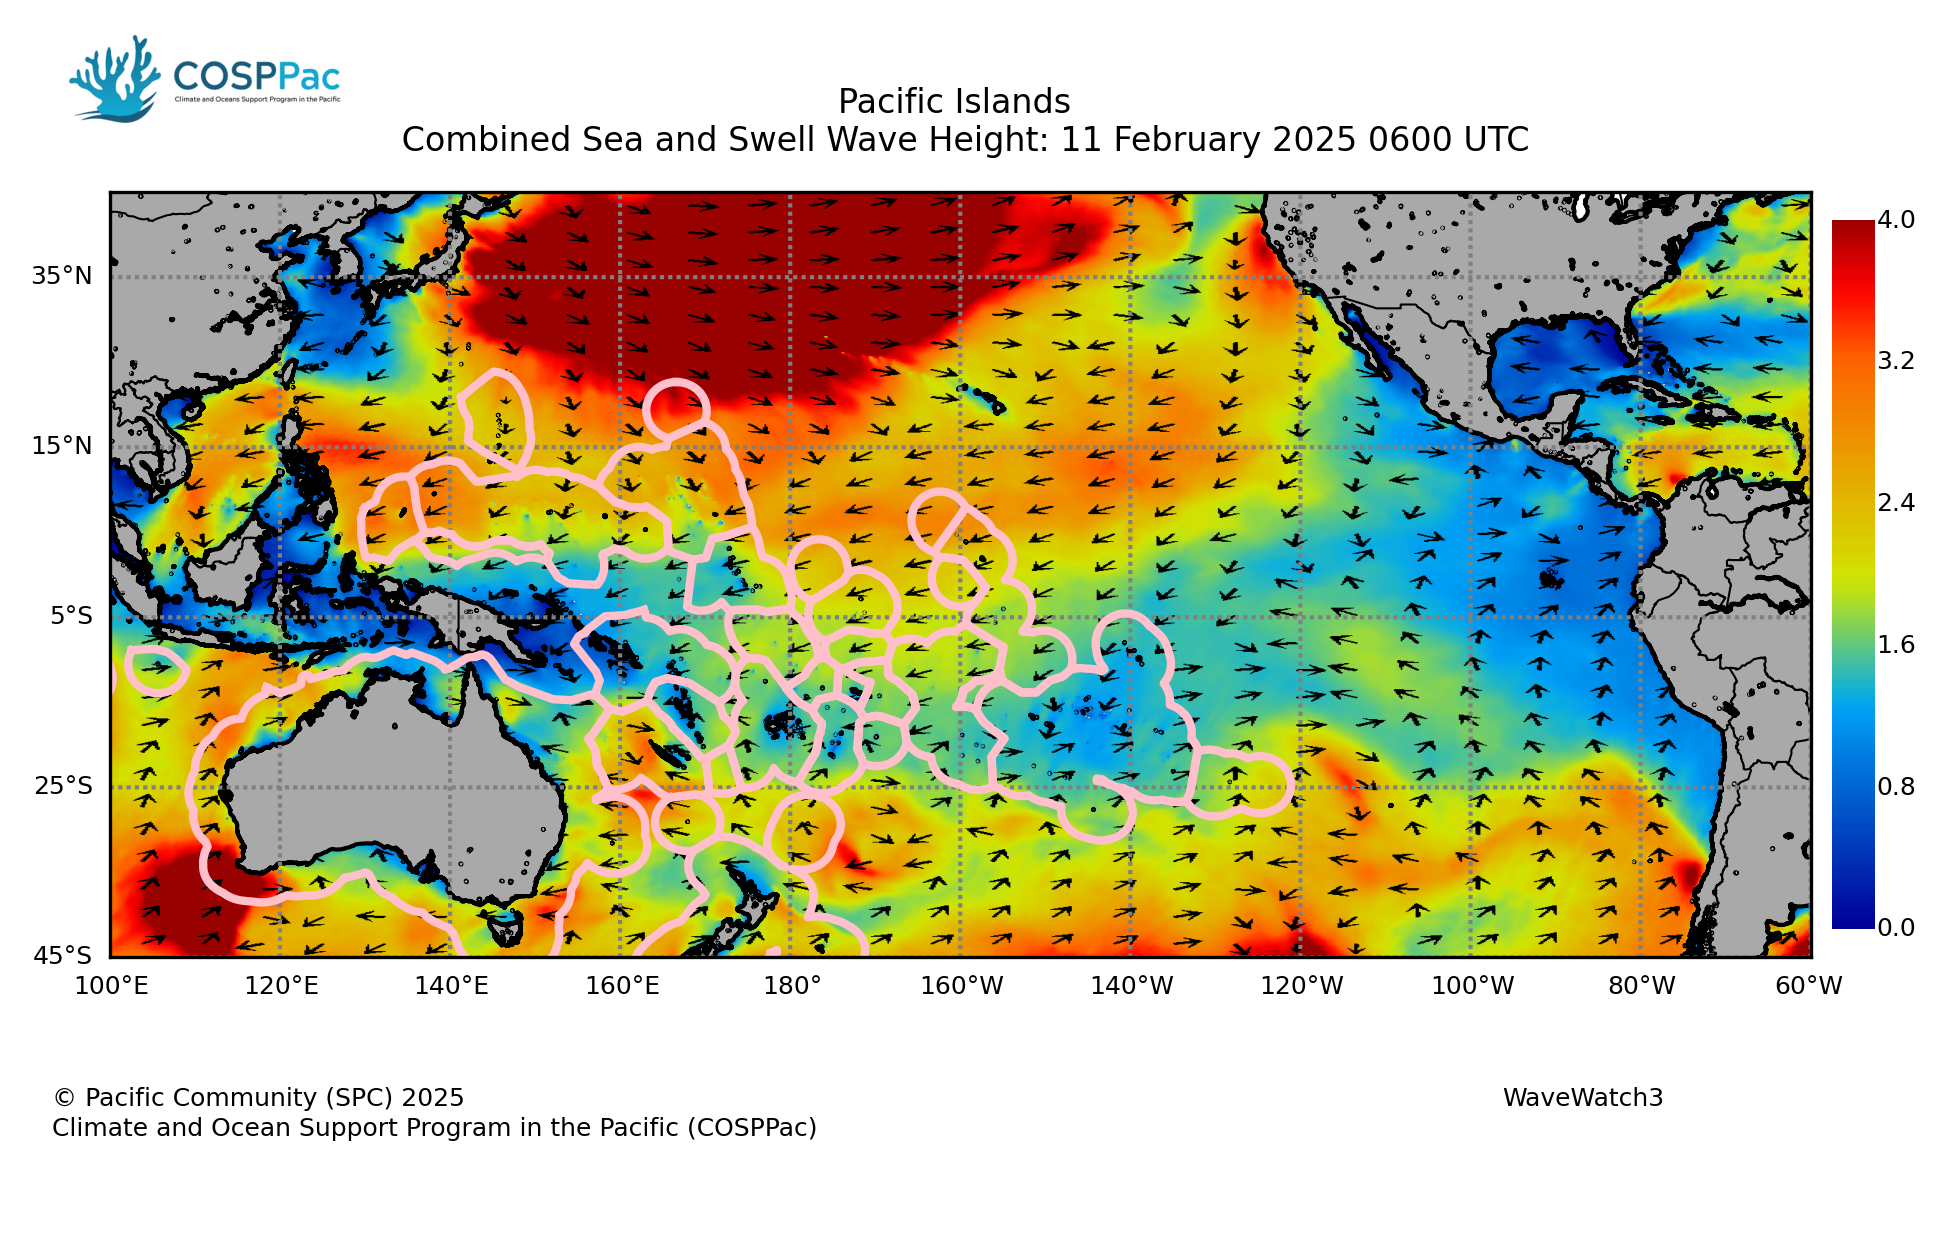 COSPPac
Climate and Oceans Support Program in the Pacific
Pacific Islands
Combined Sea and Swell Wave Height: 11 February 2025 0600 UTC
35°N
15°N
5°S
25°S
45°S
100°E 120°E 140°E 160°E 180° 160°W 140°W 120°W 100°W 80°W 60°W
4.0
3.2
2.4
1.6
0.8
0.0
© Pacific Community (SPC) 2025
Climate and Ocean Support Program in the Pacific (COSPPac)
WaveWatch3